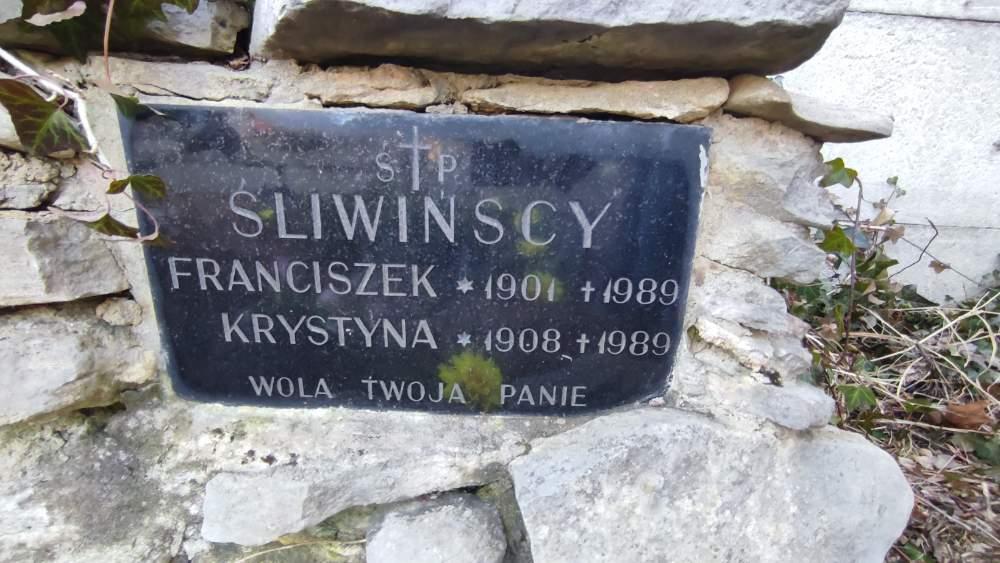 Ś † P
ŚLIWIŃSCY
FRANCISZEK * 1901 † 1989
KRYSTYNA * 1908 † 1989
WOLA TWOJA PANIE